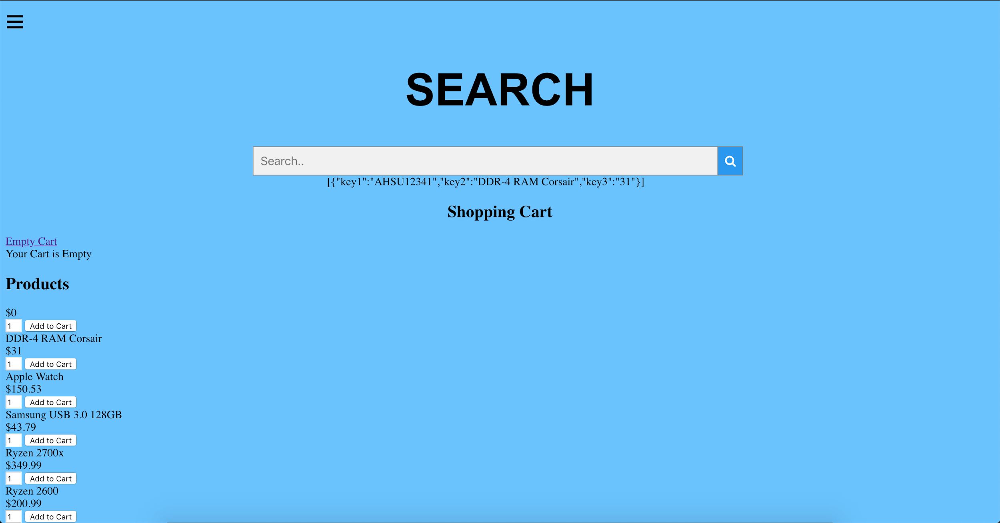 SEARCH
Search..
[{"key1":"AHSU12341","key2":"DDR-4 RAM Corsair","key3":"31"}]
Shopping Cart
Empty Cart
Your Cart is Empty
Products
$0
1 Add to Cart
DDR-4 RAM Corsair
$31
1 Add to Cart
Apple Watch
$150.53
1 Add to Cart
Samsung USB 3.0 128GB
$43.79
1 Add to Cart
Ryzen 2700x
$349.99
1 Add to Cart
Ryzen 2600
$200.99
1 Add to Cart